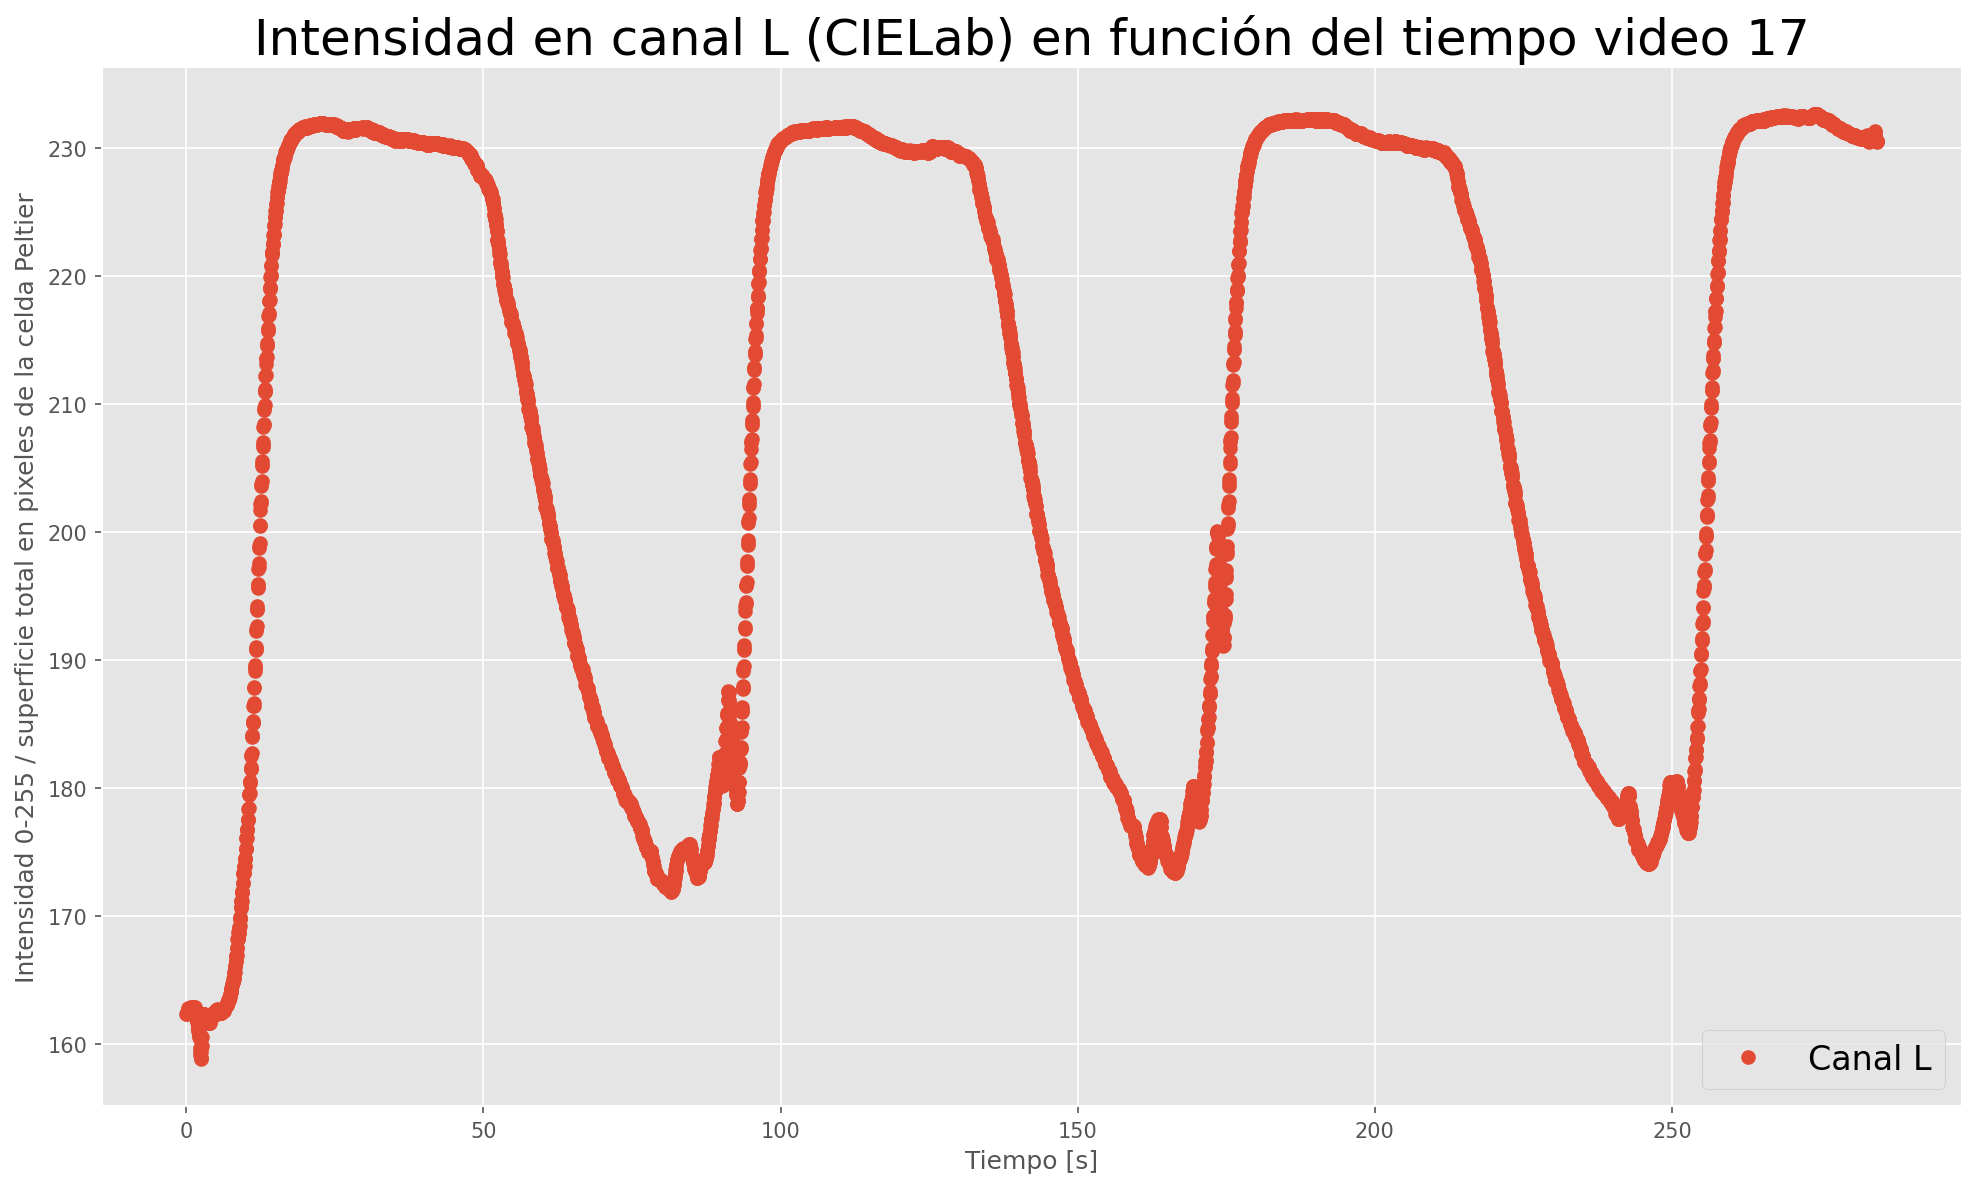 Intensidad en canal L (CIELab) en función del tiempo video 17
Intensidad 0-255 / superficie total en pixeles de la celda Peltier
230
220
210
200
190
180
170
160
Canal L
0 50 100 150 200 250
Tiempo [s]